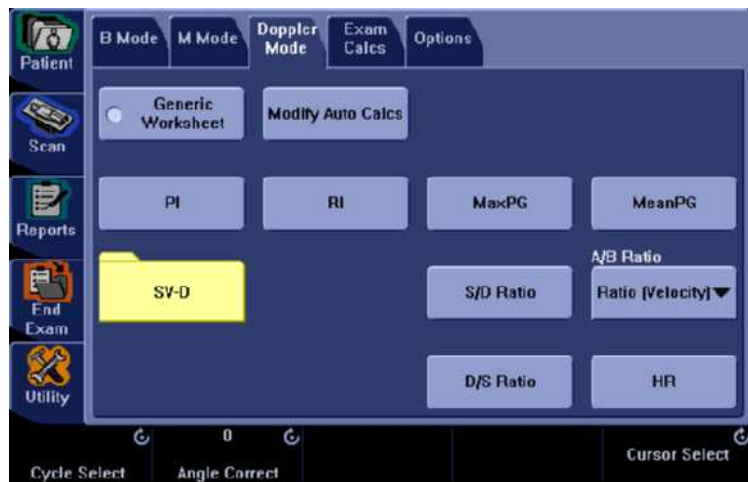 Patient
B Mode
M Mode
Doppler
Mode
Exam
Calcs
Options
Generic
Worksheet
Modify Auto Calcs
Scan
PI
RI
MaxPG
MeanPG
Reports
A/B Ratio
SV-D
S/D Ratio
Ratio (Velocity)
End
Exam
D/S Ratio
HR
Utility
0
Cycle Select
Angle Correct
Cursor Select